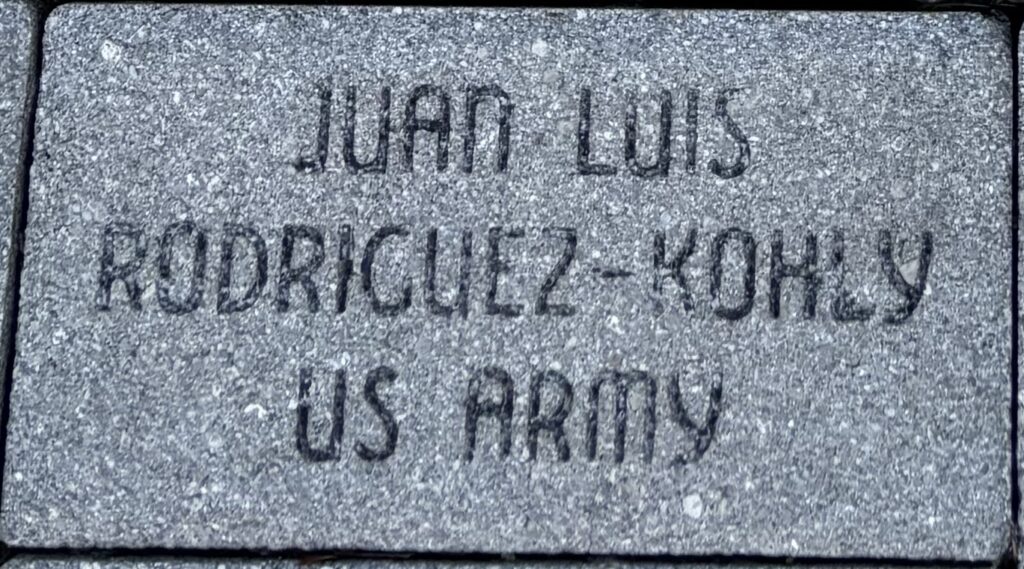 JUAN LUIS
RODRIGUEZ-KOHLY
US ARMY